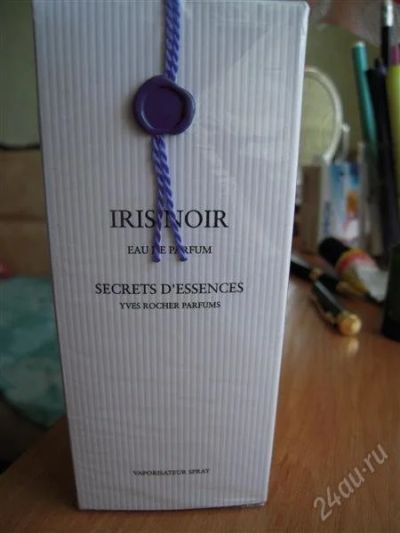 IRIS NOIR
EAU DE PARFUM
SECRETS D'ESSENCES
YVES ROCHER PARFUMS
VAPORISATEUR SPRAY
24au.ru